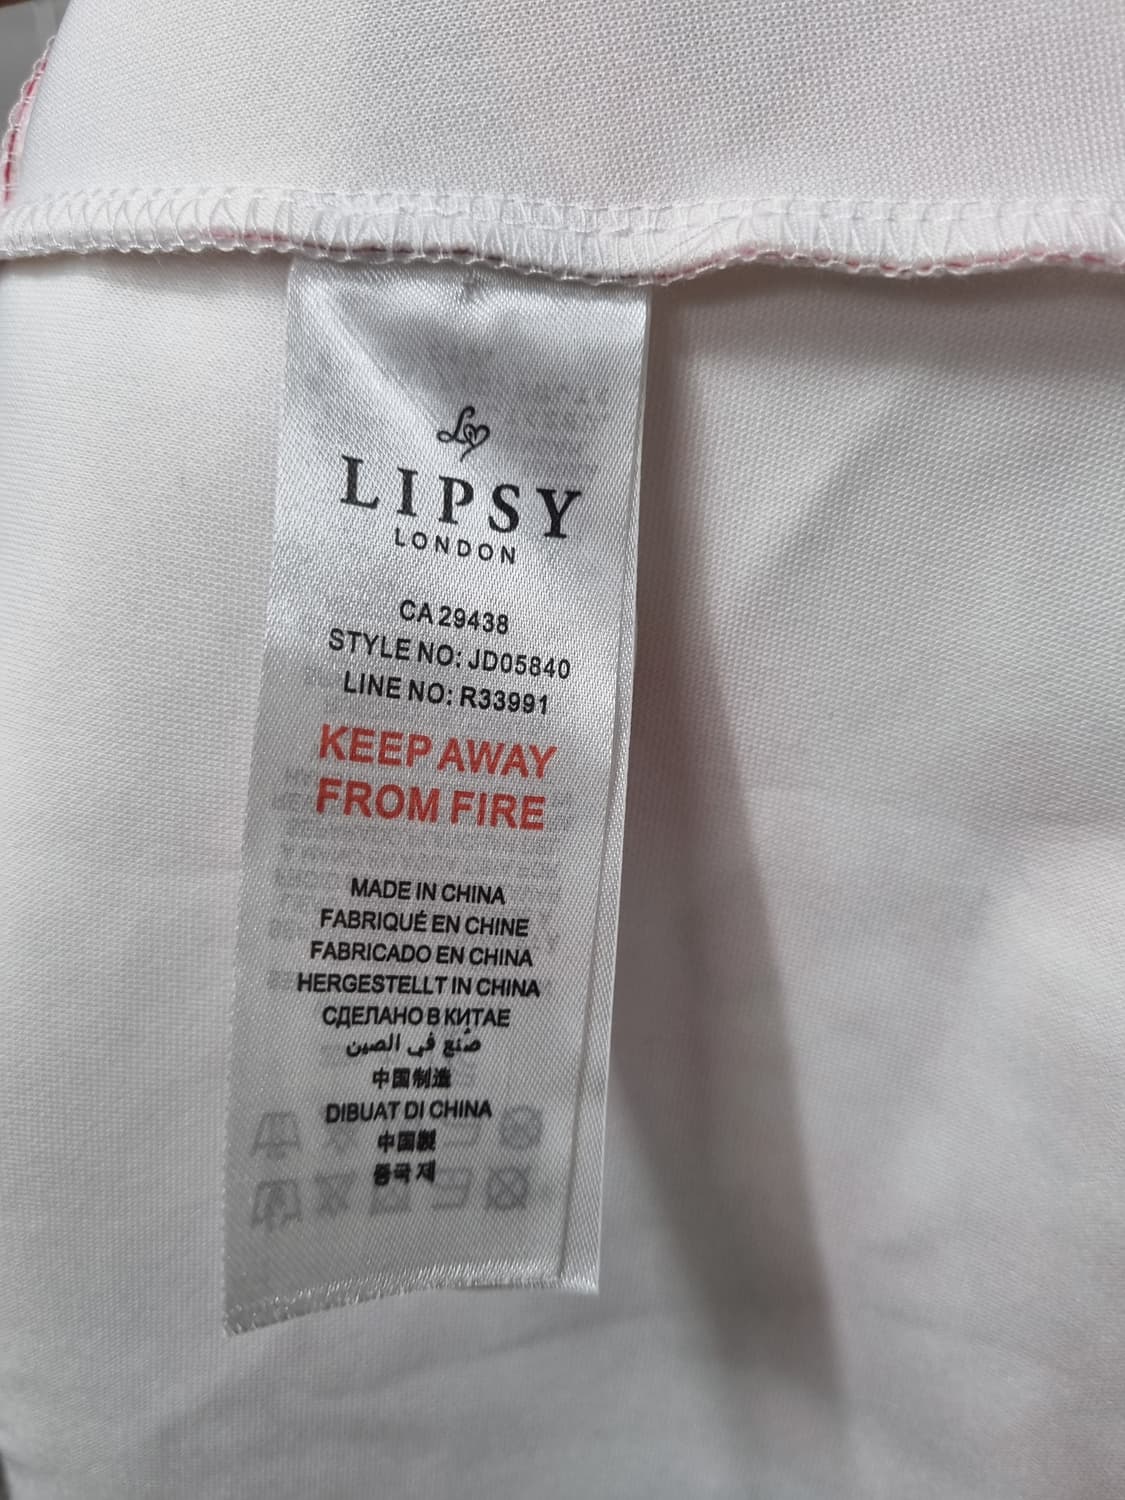 LIPSY
LONDON
CA 29438
STYLE NO: JD05840
LINE NO: R33991
KEEP AWAY
FROM FIRE
MADE IN CHINA
FABRIQUÉ EN CHINE
FABRICADO EN CHINA
HERGESTELLT IN CHINA
СДЕЛАНО В КИТАЕ
صنع في الصين
中国制造
DIBUAT DI CHINA
中国製
중국 제